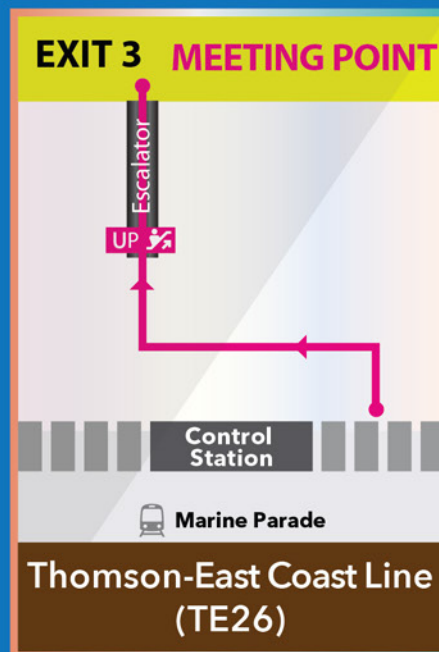 EXIT 3 MEETING POINT
Escalator
UP
Control
Station
Marine Parade
Thomson-East Coast Line
(TE26)